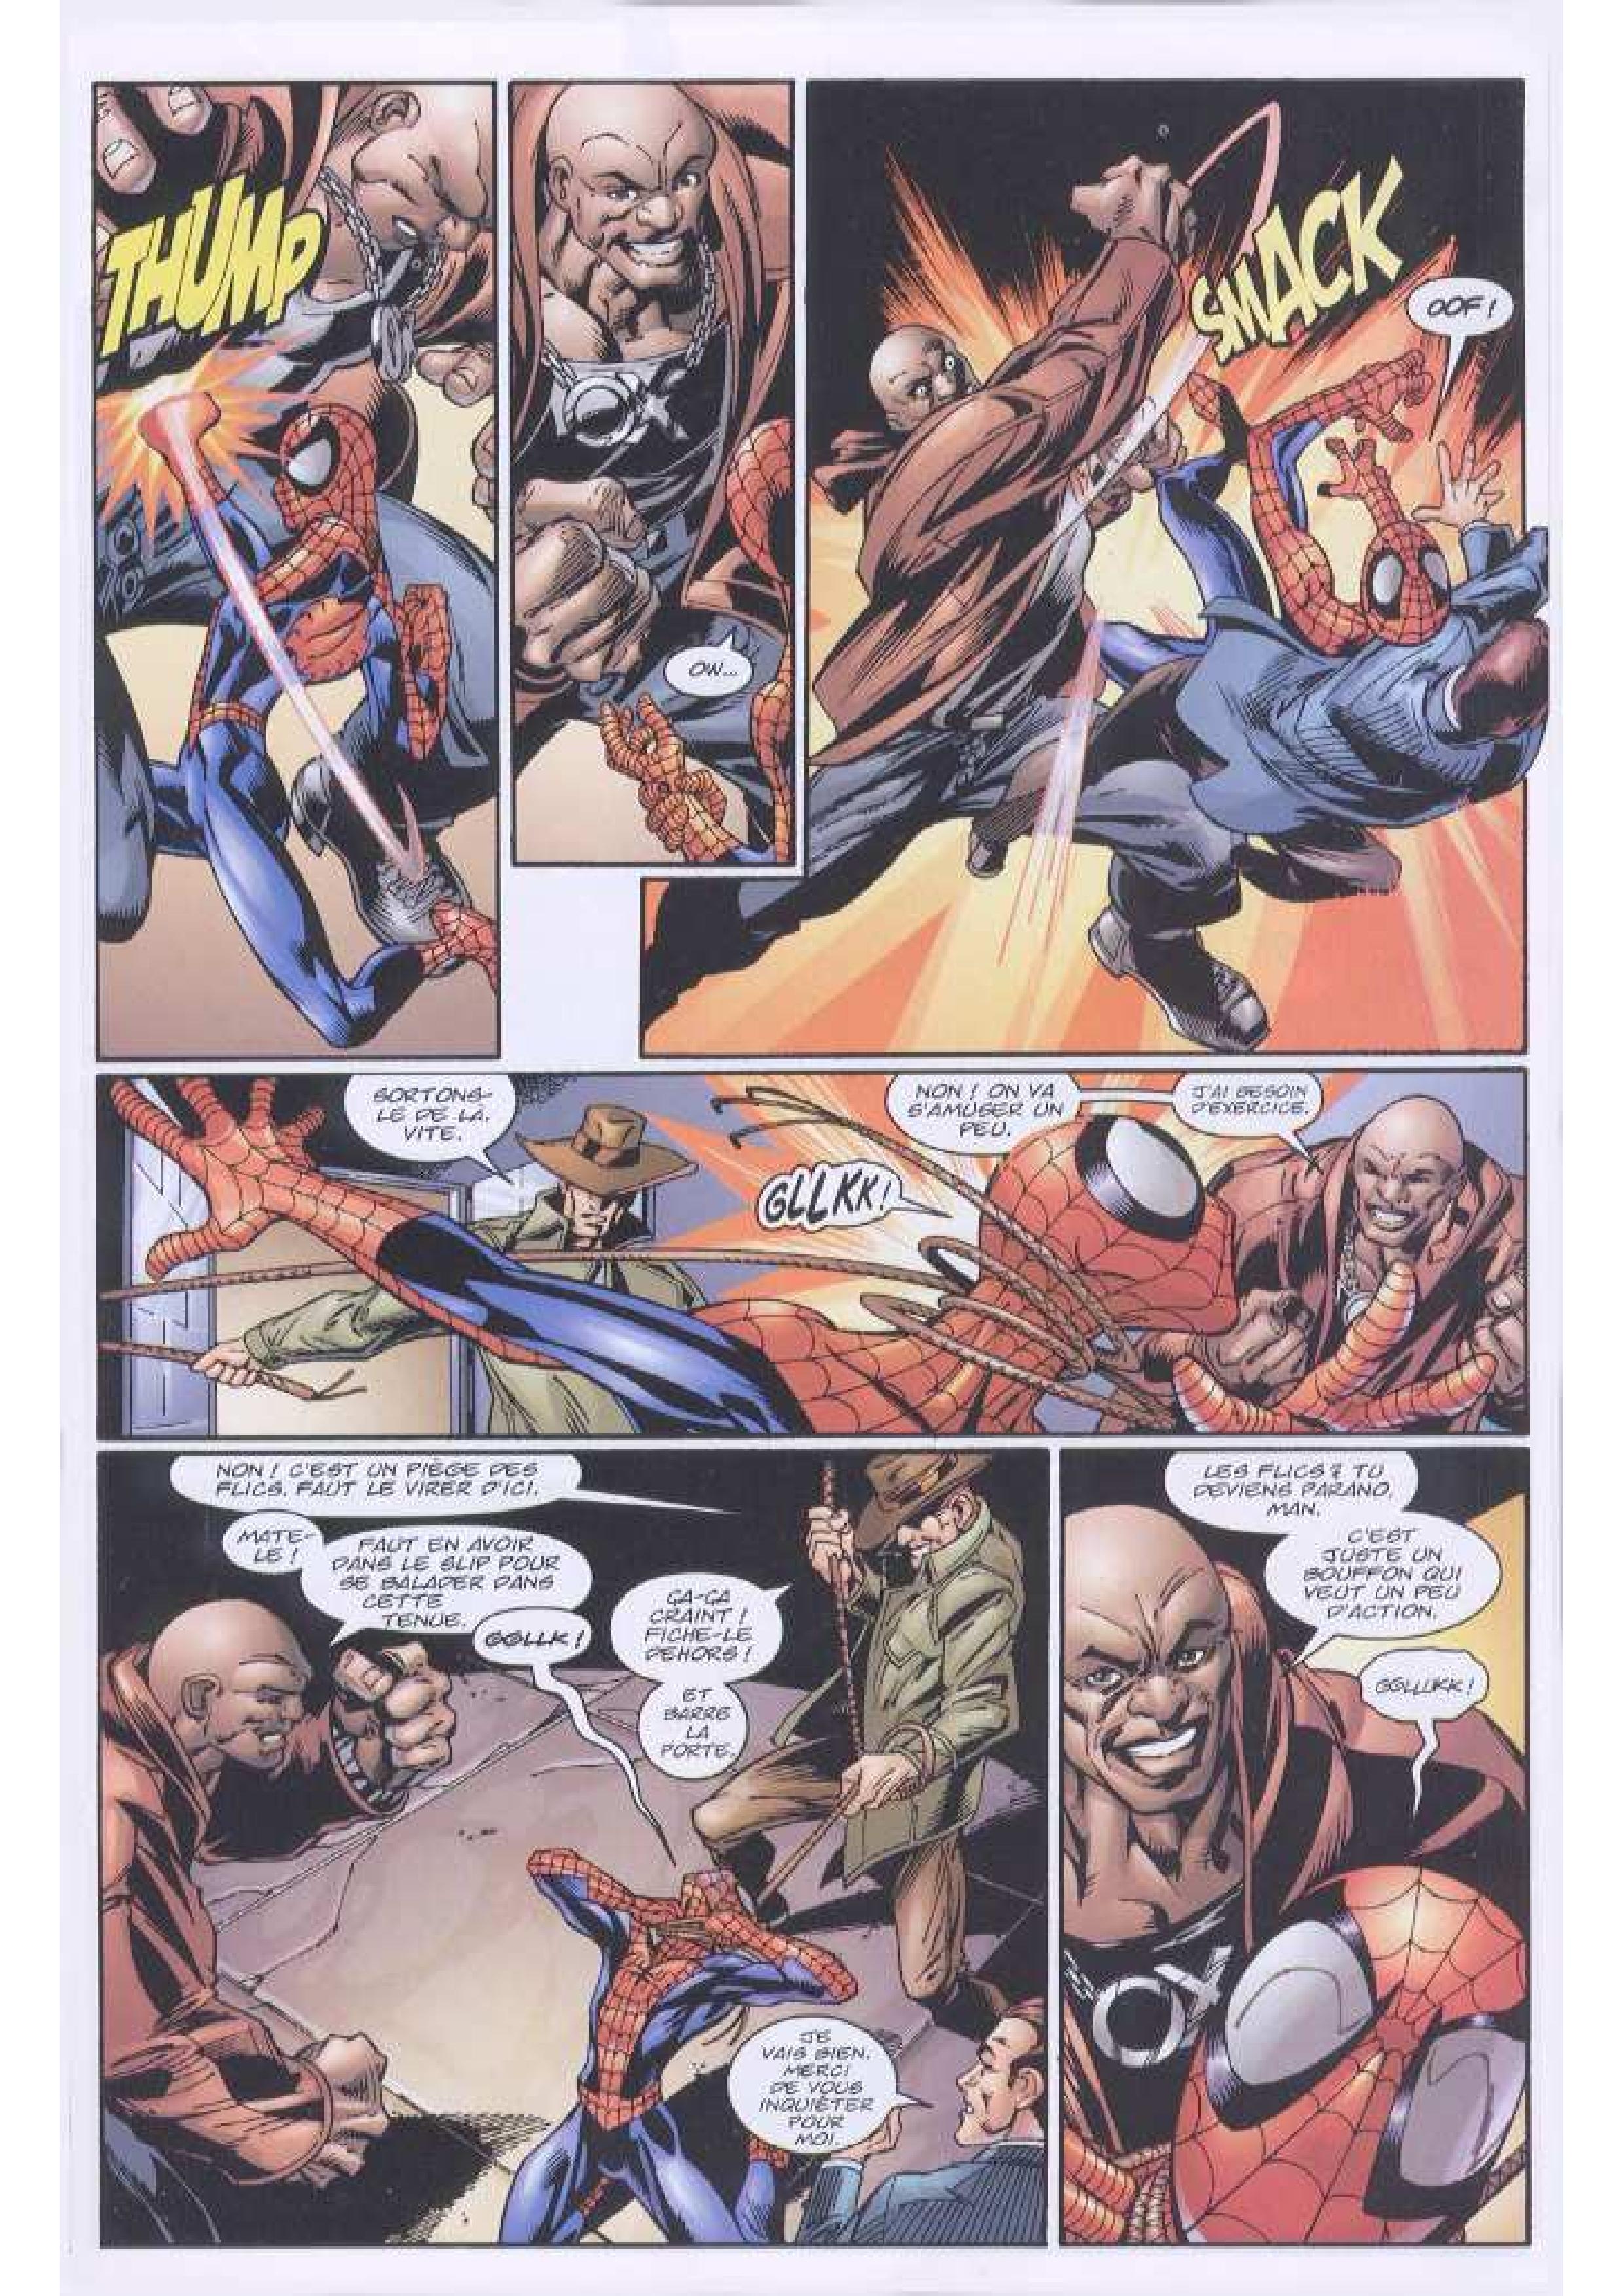 THUMP
OX
OW...
SMACK
OOF !
SORTONS-
LE DE LÀ.
VITE.
GLLKK!
NON ! ON VA
S'AMUSER UN
PEU.
J'AI BESOIN
D'EXERCICE.
NON ! C'EST UN PIÈGE DES
FLICS. FAUT LE VIRER D'ICI.
MATE-
LE !
FAUT EN AVOIR
DANS LE SLIP POUR
SE BALADER DANS
CETTE
TENUE.
GGLLK !
ÇA-ÇA
CRAINT !
FICHE-LE
DEHORS !
ET
BARRE
LA
PORTE.
JE
VAIS BIEN.
MERCI
DE VOUS
INQUIÉTER
POUR
MOI.
LES FLICS ? TU
DEVIENS PARANO,
MAN.
C'EST
JUSTE UN
BOUFFON QUI
VEUT UN PEU
D'ACTION.
GGLLUKK !
OX